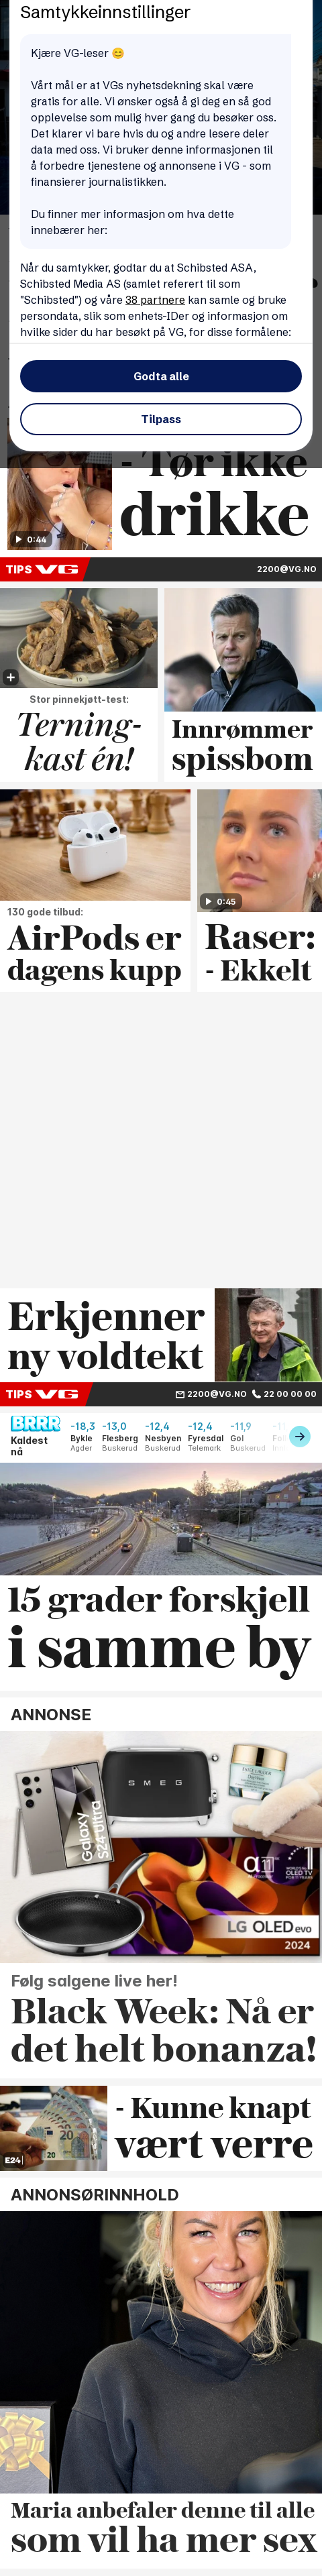 Samtykkeinnstillinger
Kjære VG-leser 😊
Vårt mål er at VGs nyhetsdekning skal være
gratis for alle. Vi ønsker også å gi deg en så god
opplevelse som mulig hver gang du besøker oss.
Det klarer vi bare hvis du og andre lesere deler
data med oss. Vi bruker denne informasjonen til
å forbedre tjenestene og annonsene i VG - som
finansierer journalistikken.
Du finner mer informasjon om hva dette
innebærer her:
Når du samtykker, godtar du at Schibsted ASA,
Schibsted Media AS (samlet referert til som
"Schibsted") og våre 38 partnere kan samle og bruke
persondata, slik som enhets-IDer og informasjon om
hvilke sider du har besøkt på VG, for disse formålene:
Godta alle
Tilpass
- Tør ikke
drikke
0:44
TIPS VG
2200@VG.NO
Stor pinnekjøtt-test:
Terning-
kast én!
Innrømmer
spissbom
130 gode tilbud:
AirPods er
dagens kupp
0:45
Raser:
- Ekkelt
Erkjenner
ny voldtekt
TIPS VG
2200@VG.NO 22 00 00 00
BRRR
Kaldest
nå
-18,3 -13,0 -12,4 -12,4 -11,9
Bykle Flesberg Nesbyen Fyresdal Gol
Agder Buskerud Buskerud Telemark Buskerud
15 grader forskjell
i samme by
ANNONSE
SMEG
Galaxy
S24 Ultra
LG OLED evo
2024
Følg salgene live her!
Black Week: Nå er
det helt bonanza!
E24
- Kunne knapt
vært verre
ANNONSØRINNHOLD
Maria anbefaler denne til alle
som vil ha mer sex